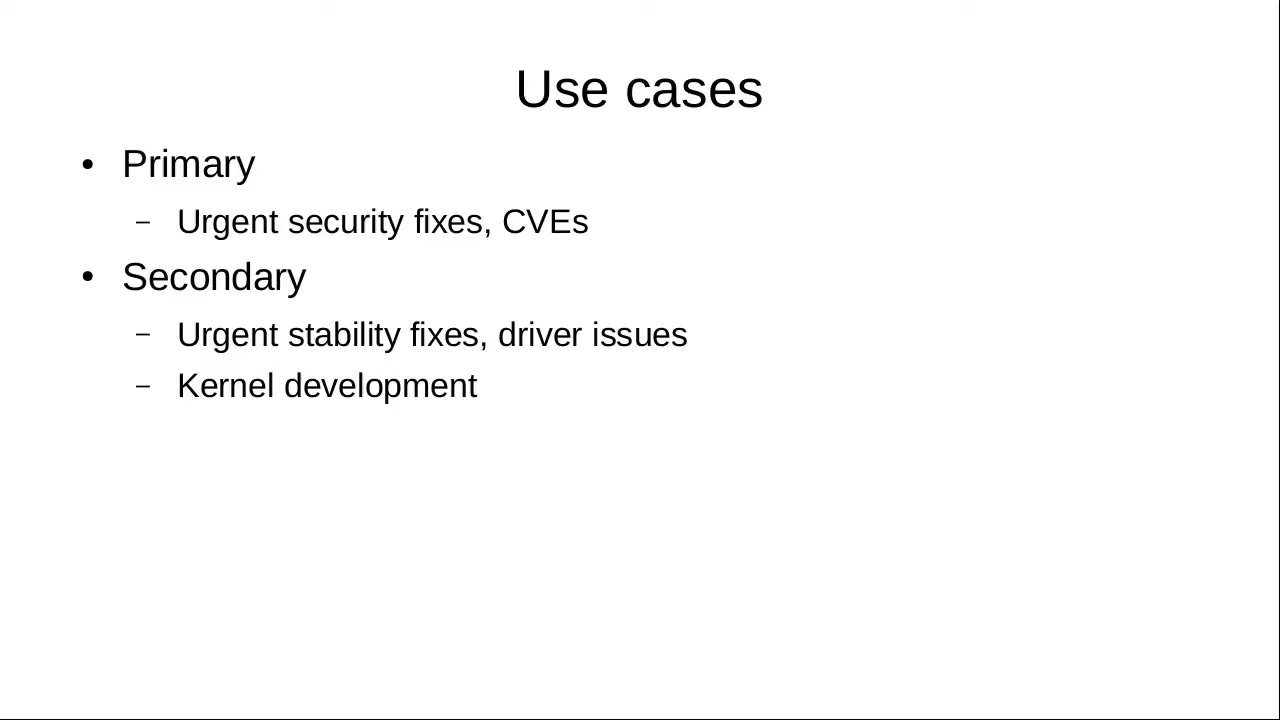 Use cases
• Primary
– Urgent security fixes, CVEs
• Secondary
– Urgent stability fixes, driver issues
– Kernel development